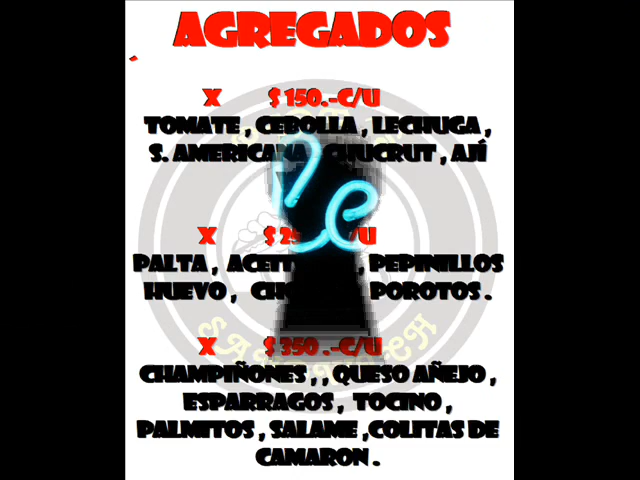 AGREGADOS
X $ 150.-C/U
TOMATE , CEBOLLA , LECHUGA ,
S. AMERICANA , CHUCRUT , AJÍ
X
PALTA , , PEPINILLOS
HUEVO , POROTOS .
X $ 350 .-C/U
CHAMPIÑONES , , QUESO AÑEJO ,
ESPARRAGOS , TOCINO ,
PALMITOS , SALAME ,COLITAS DE
CAMARON .